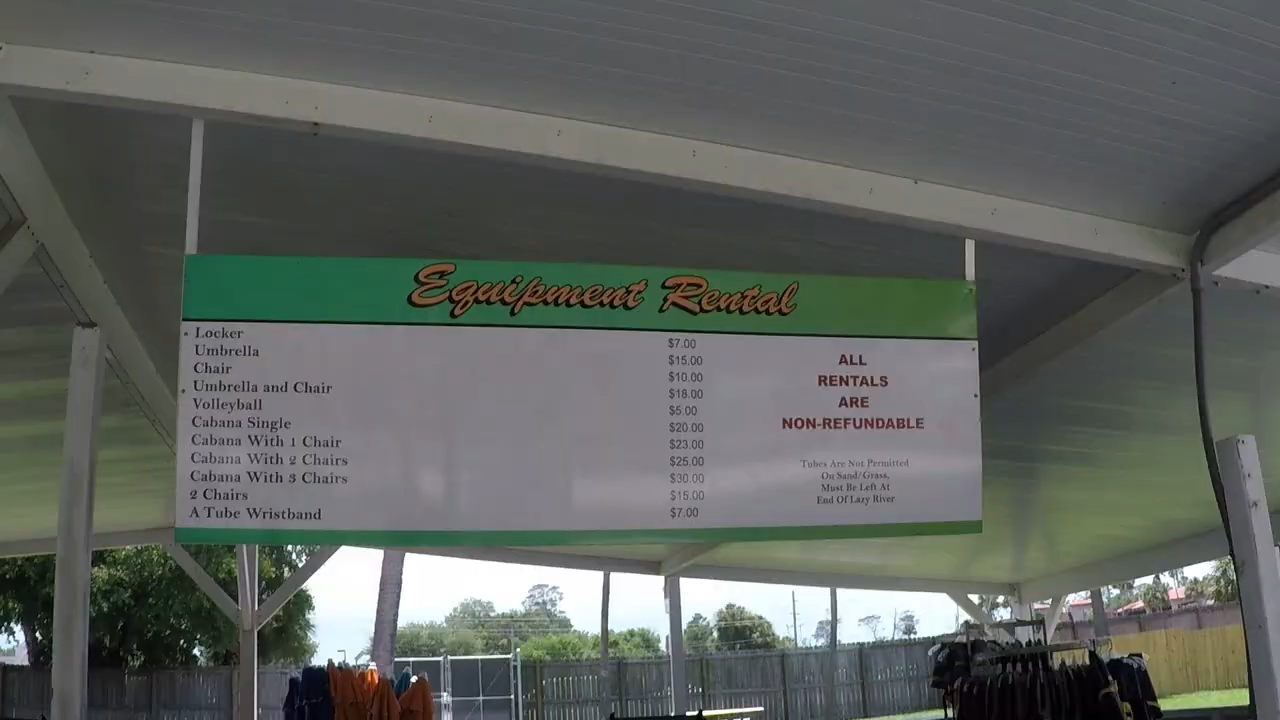 Equipment Rental
Locker $7.00
Umbrella $15.00
Chair $10.00
Umbrella and Chair $18.00
Volleyball $5.00
Cabana Single $20.00
Cabana With 1 Chair $23.00
Cabana With 2 Chairs $25.00
Cabana With 3 Chairs $30.00
2 Chairs $15.00
A Tube Wristband $7.00
ALL
RENTALS
ARE
NON-REFUNDABLE
Tubes Are Not Permitted
On Sand/Grass,
Must Be Left At
End Of Lazy River